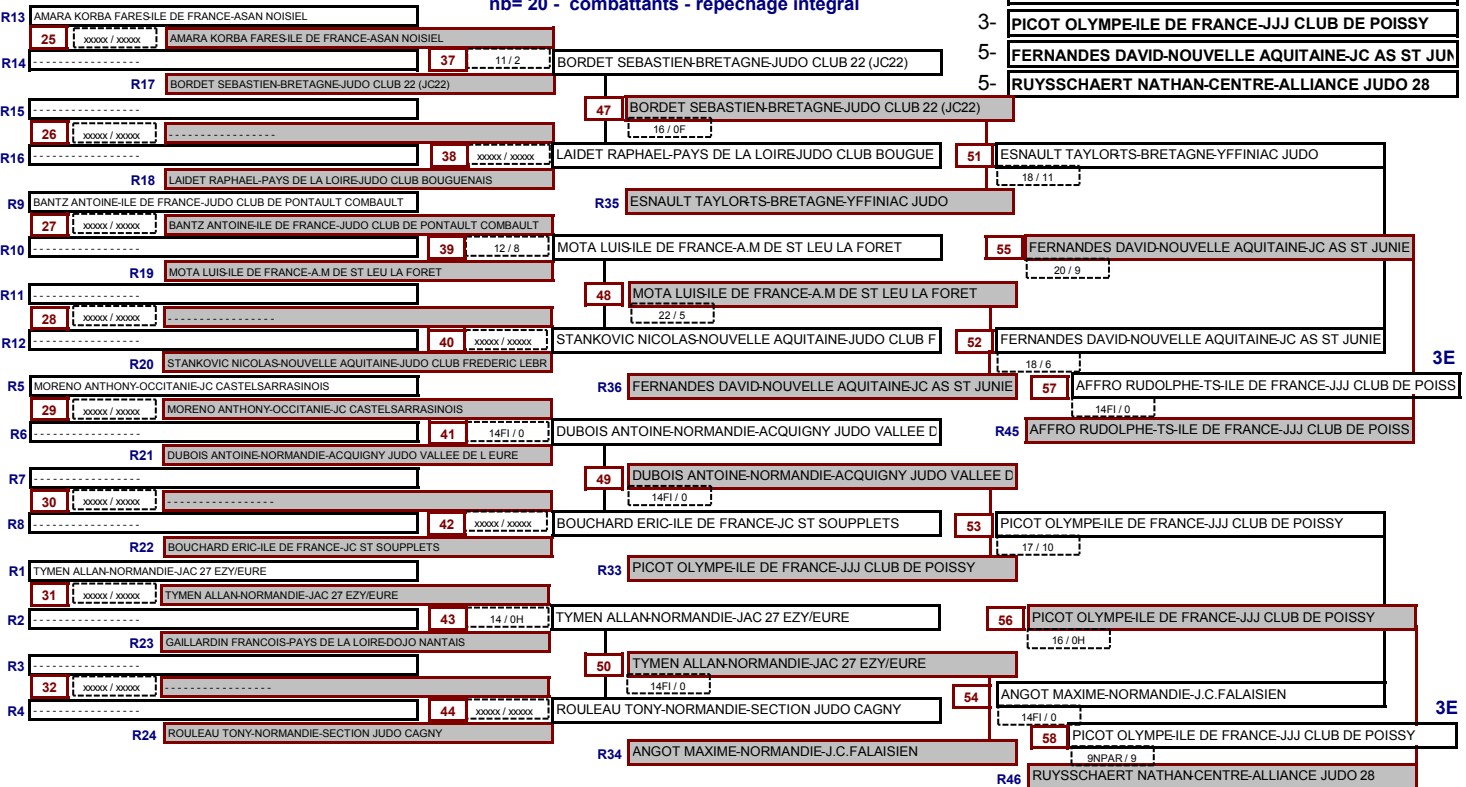 nb= 20 - combattants - repechage integral
R13 AMARA KORBA FARES-ILE DE FRANCE-ASAN NOISIEL
3- PICOT OLYMPE-ILE DE FRANCE-JJJ CLUB DE POISSY
25 xxxxx / xxxxx AMARA KORBA FARES-ILE DE FRANCE-ASAN NOISIEL
R14 - - - - - - - - - - - - - - - -
37 11 / 2 BORDET SEBASTIEN-BRETAGNE-JUDO CLUB 22 (JC22)
5- FERNANDES DAVID-NOUVELLE AQUITAINE-JC AS ST JUN
R17 BORDET SEBASTIEN-BRETAGNE-JUDO CLUB 22 (JC22)
5- RUYSSCHAERT NATHAN-CENTRE-ALLIANCE JUDO 28
R15 - - - - - - - - - - - - - - - -
47 BORDET SEBASTIEN-BRETAGNE-JUDO CLUB 22 (JC22)
16 / 0F
26 xxxxx / xxxxx - - - - - - - - - - - - - - - -
R16 - - - - - - - - - - - - - - - -
38 xxxxx / xxxxx LAIDET RAPHAEL-PAYS DE LA LOIRE-JUDO CLUB BOUGUE
51 ESNAULT TAYLOR-TS-BRETAGNE-YFFINIAC JUDO
18 / 11
R18 LAIDET RAPHAEL-PAYS DE LA LOIRE-JUDO CLUB BOUGUENAIS
R9 BANTZ ANTOINE-ILE DE FRANCE-JUDO CLUB DE PONTAULT COMBAULT
R35 ESNAULT TAYLOR-TS-BRETAGNE-YFFINIAC JUDO
27 xxxxx / xxxxx BANTZ ANTOINE-ILE DE FRANCE-JUDO CLUB DE PONTAULT COMBAULT
R10 - - - - - - - - - - - - - - - -
39 12 / 8 MOTA LUIS-ILE DE FRANCE-A.M DE ST LEU LA FORET
55 FERNANDES DAVID-NOUVELLE AQUITAINE-JC AS ST JUNIE
20 / 9
R19 MOTA LUIS-ILE DE FRANCE-A.M DE ST LEU LA FORET
R11 - - - - - - - - - - - - - - - -
48 MOTA LUIS-ILE DE FRANCE-A.M DE ST LEU LA FORET
22 / 5
28 xxxxx / xxxxx - - - - - - - - - - - - - - - -
R12 - - - - - - - - - - - - - - - -
40 xxxxx / xxxxx STANKOVIC NICOLAS-NOUVELLE AQUITAINE-JUDO CLUB F
52 FERNANDES DAVID-NOUVELLE AQUITAINE-JC AS ST JUNIE
18 / 6
3E
R20 STANKOVIC NICOLAS-NOUVELLE AQUITAINE-JUDO CLUB FREDERIC LEBR
R5 MORENO ANTHONY-OCCITANIE-JC CASTELSARRASINOIS
R36 FERNANDES DAVID-NOUVELLE AQUITAINE-JC AS ST JUNIE
57 AFFRO RUDOLPHE-TS-ILE DE FRANCE-JJJ CLUB DE POISS
14FI / 0
29 xxxxx / xxxxx MORENO ANTHONY-OCCITANIE-JC CASTELSARRASINOIS
R6 - - - - - - - - - - - - - - - -
41 14FI / 0 DUBOIS ANTOINE-NORMANDIE-ACQUIGNY JUDO VALLEE D
R45 AFFRO RUDOLPHE-TS-ILE DE FRANCE-JJJ CLUB DE POISS
R21 DUBOIS ANTOINE-NORMANDIE-ACQUIGNY JUDO VALLEE DE L EURE
R7 - - - - - - - - - - - - - - - -
49 DUBOIS ANTOINE-NORMANDIE-ACQUIGNY JUDO VALLEE D
14FI / 0
30 xxxxx / xxxxx - - - - - - - - - - - - - - - -
R8 - - - - - - - - - - - - - - - -
42 xxxxx / xxxxx BOUCHARD ERIC-ILE DE FRANCE-JC ST SOUPPLETS
53 PICOT OLYMPE-ILE DE FRANCE-JJJ CLUB DE POISSY
17 / 10
R22 BOUCHARD ERIC-ILE DE FRANCE-JC ST SOUPPLETS
R1 TYMEN ALLAN-NORMANDIE-JAC 27 EZY/EURE
R33 PICOT OLYMPE-ILE DE FRANCE-JJJ CLUB DE POISSY
31 xxxxx / xxxxx TYMEN ALLAN-NORMANDIE-JAC 27 EZY/EURE
R2 - - - - - - - - - - - - - - - -
43 14 / 0H TYMEN ALLAN-NORMANDIE-JAC 27 EZY/EURE
56 PICOT OLYMPE-ILE DE FRANCE-JJJ CLUB DE POISSY
16 / 0H
R23 GAILLARDIN FRANCOIS-PAYS DE LA LOIRE-DOJO NANTAIS
R3 - - - - - - - - - - - - - - - -
50 TYMEN ALLAN-NORMANDIE-JAC 27 EZY/EURE
14FI / 0
32 xxxxx / xxxxx - - - - - - - - - - - - - - - -
54 ANGOT MAXIME-NORMANDIE-J.C.FALAISIEN
14FI / 0
R4 - - - - - - - - - - - - - - - -
44 xxxxx / xxxxx ROULEAU TONY-NORMANDIE-SECTION JUDO CAGNY
3E
R24 ROULEAU TONY-NORMANDIE-SECTION JUDO CAGNY
58 PICOT OLYMPE-ILE DE FRANCE-JJJ CLUB DE POISSY
9NPAR / 9
R34 ANGOT MAXIME-NORMANDIE-J.C.FALAISIEN
R46 RUYSSCHAERT NATHAN-CENTRE-ALLIANCE JUDO 28